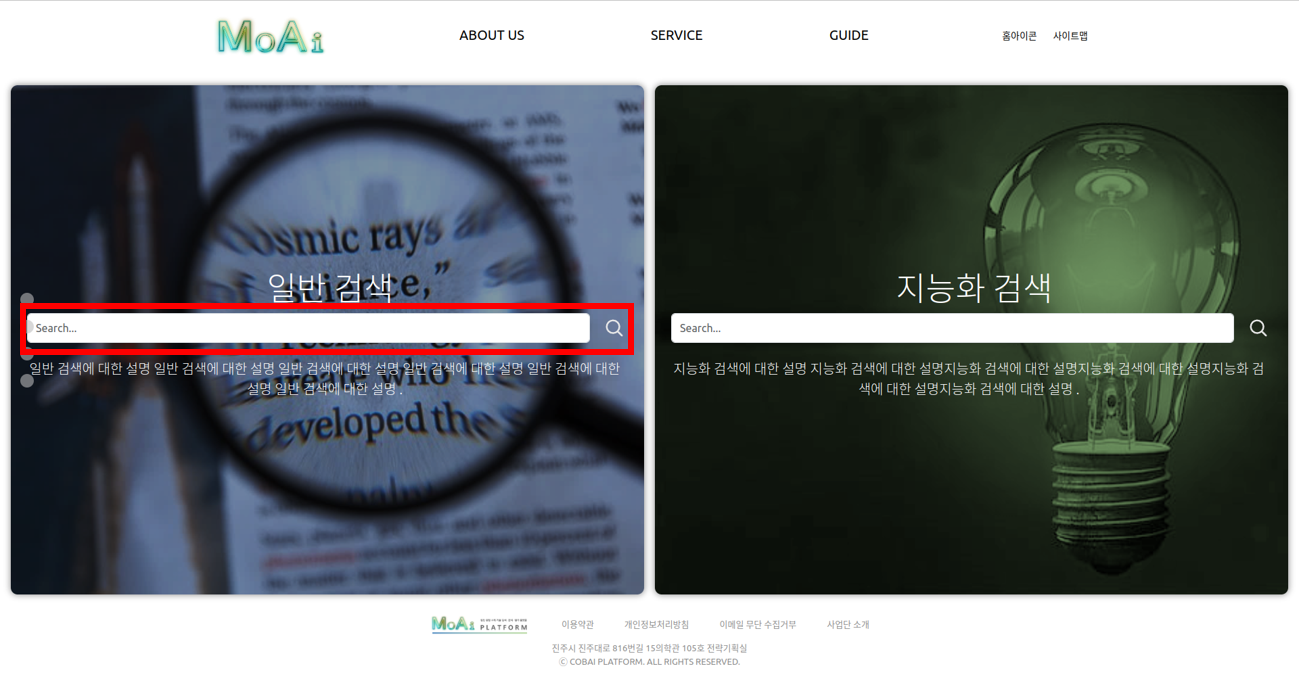 MoAi
ABOUT US
SERVICE
GUIDE
홈아이콘
사이트맵
osmic rays
science,”
일반 검색
Search...
일반 검색에 대한 설명 일반 검색에 대한 설명 일반 검색에 대한 설명 일반 검색에 대한 설명 일반 검색에 대한
설명 일반 검색에 대한 설명 .
developed the
지능화 검색
Search...
지능화 검색에 대한 설명 지능화 검색에 대한 설명지능화 검색에 대한 설명지능화 검색에 대한 설명지능화 검
색에 대한 설명지능화 검색에 대한 설명 .
MoAi PLATFORM
이용약관
개인정보처리방침
이메일 무단 수집거부
사업단 소개
진주시 진주대로 816번길 15의학관 105호 전략기획실
ⓒ COBAI PLATFORM. ALL RIGHTS RESERVED.